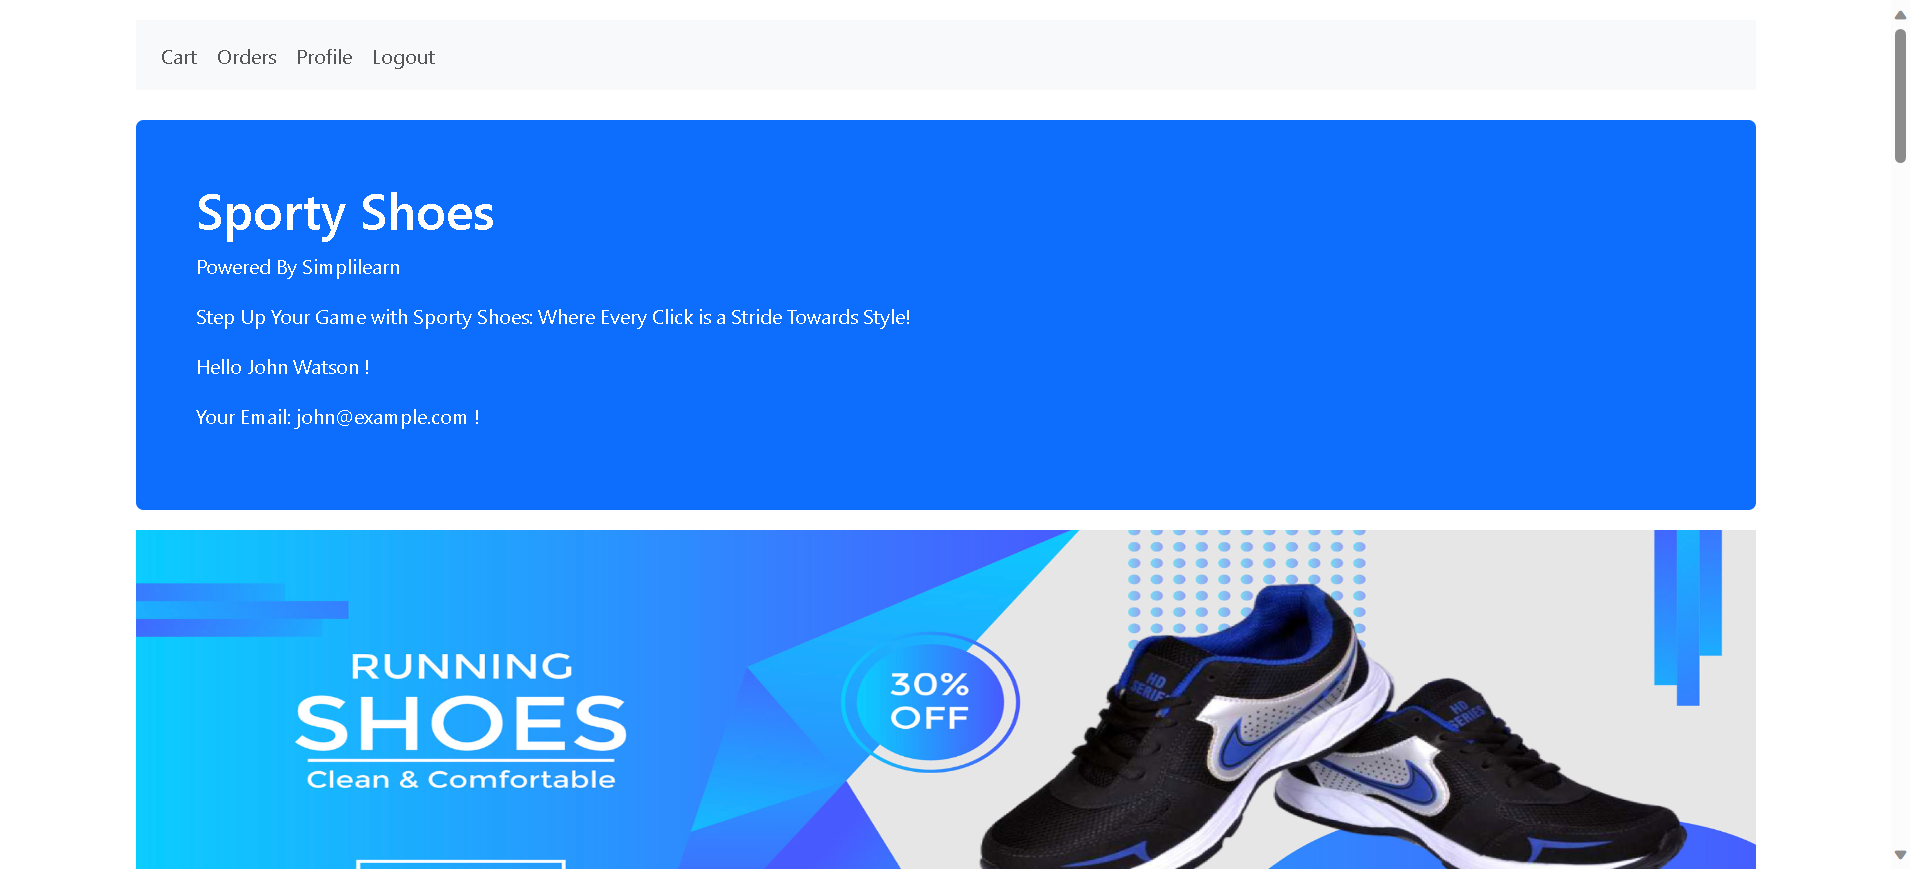 Cart Orders Profile Logout
Sporty Shoes
Powered By Simplilearn
Step Up Your Game with Sporty Shoes: Where Every Click is a Stride Towards Style!
Hello John Watson !
Your Email: john@example.com !
RUNNING
SHOES
Clean & Comfortable
30%
OFF
HD
SERIES
HD
SERIES